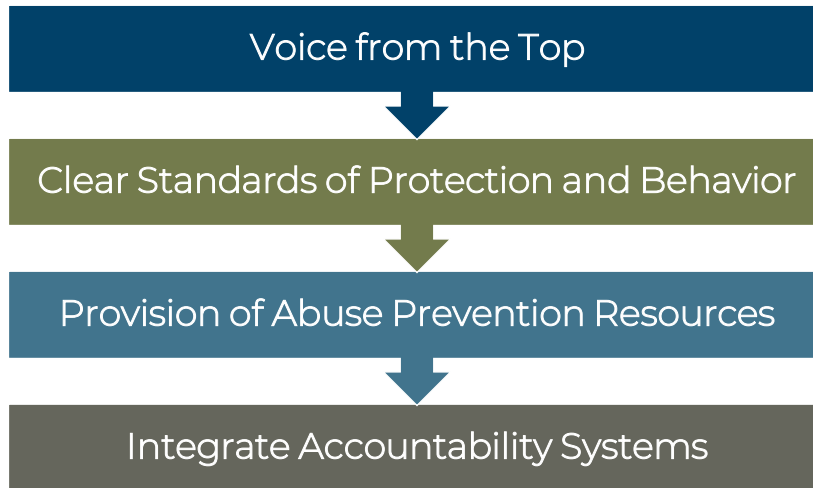 Voice from the Top
Clear Standards of Protection and Behavior
Provision of Abuse Prevention Resources
Integrate Accountability Systems